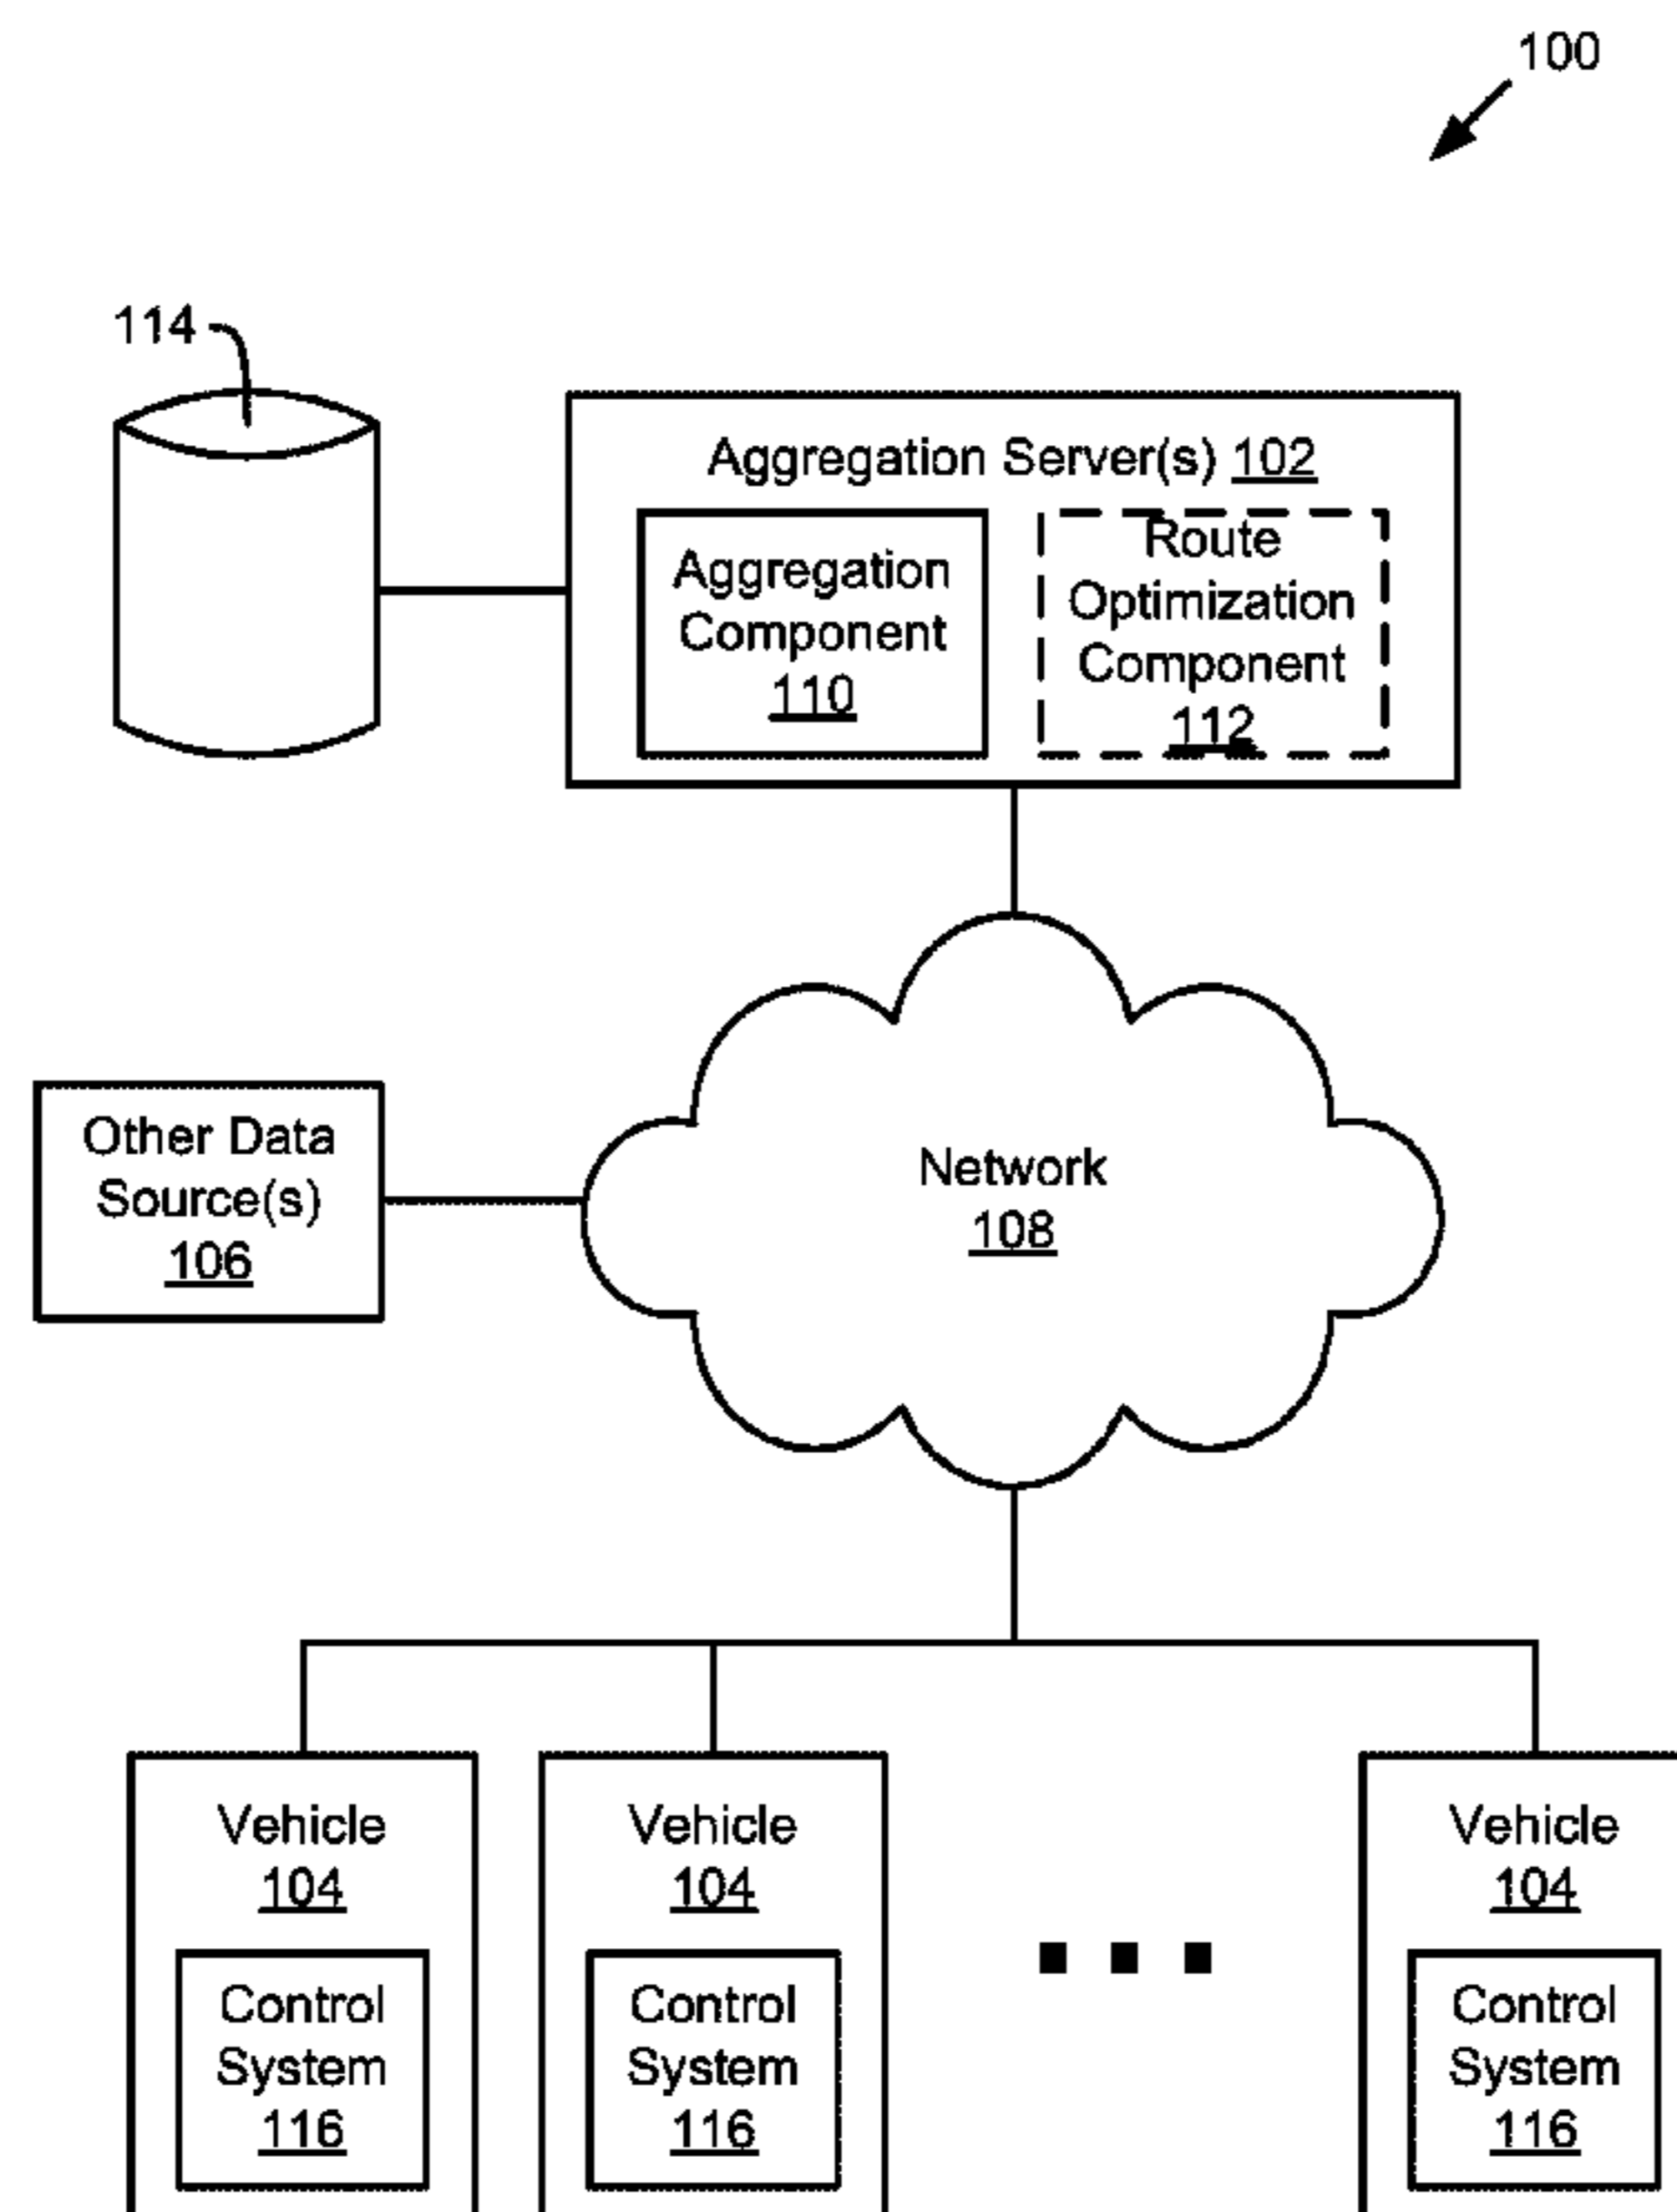 100
114
Aggregation Server(s) 102
Aggregation
Component
110
Route
Optimization
Component
112
Other Data
Source(s)
106
Network
108
Vehicle
104
Control
System
116
Vehicle
104
Control
System
116
Vehicle
104
Control
System
116